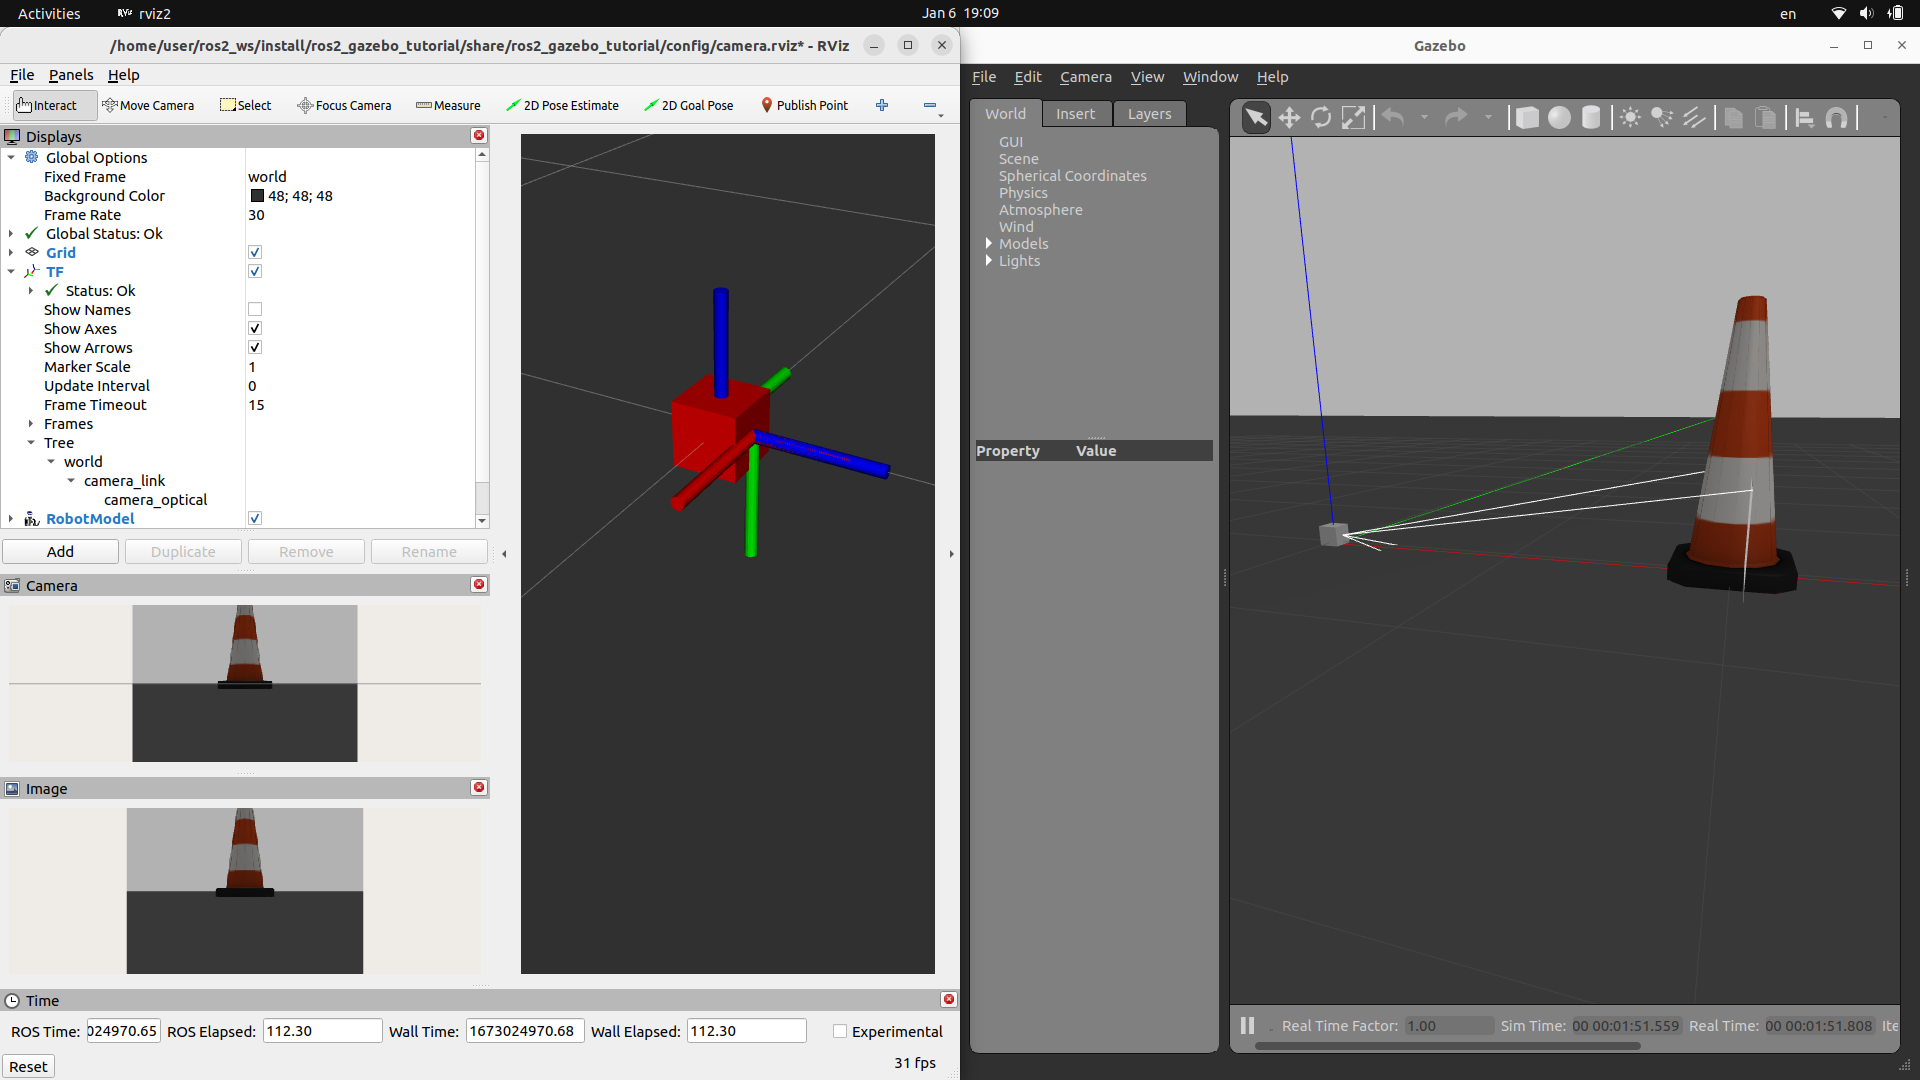 Activities RViz rviz2 Jan 6 19:09 en
/home/user/ros2_ws/install/ros2_gazebo_tutorial/share/ros2_gazebo_tutorial/config/camera.rviz* - RViz
File Panels Help
Interact Move Camera Select Focus Camera Measure 2D Pose Estimate 2D Goal Pose Publish Point
Displays
Global Options
Fixed Frame world
Background Color 48; 48; 48
Frame Rate 30
Global Status: Ok
Grid
TF
Status: Ok
Show Names
Show Axes
Show Arrows
Marker Scale 1
Update Interval 0
Frame Timeout 15
Frames
Tree
world
camera_link
camera_optical
RobotModel
Add Duplicate Remove Rename
Camera
Image
Time
ROS Time: 024970.65 ROS Elapsed: 112.30 Wall Time: 1673024970.68 Wall Elapsed: 112.30 Experimental
Reset 31 fps
Gazebo
File Edit Camera View Window Help
World Insert Layers
GUI
Scene
Spherical Coordinates
Physics
Atmosphere
Wind
Models
Lights
Property Value
Real Time Factor: 1.00 Sim Time: 00 00:01:51.559 Real Time: 00 00:01:51.808 Ite